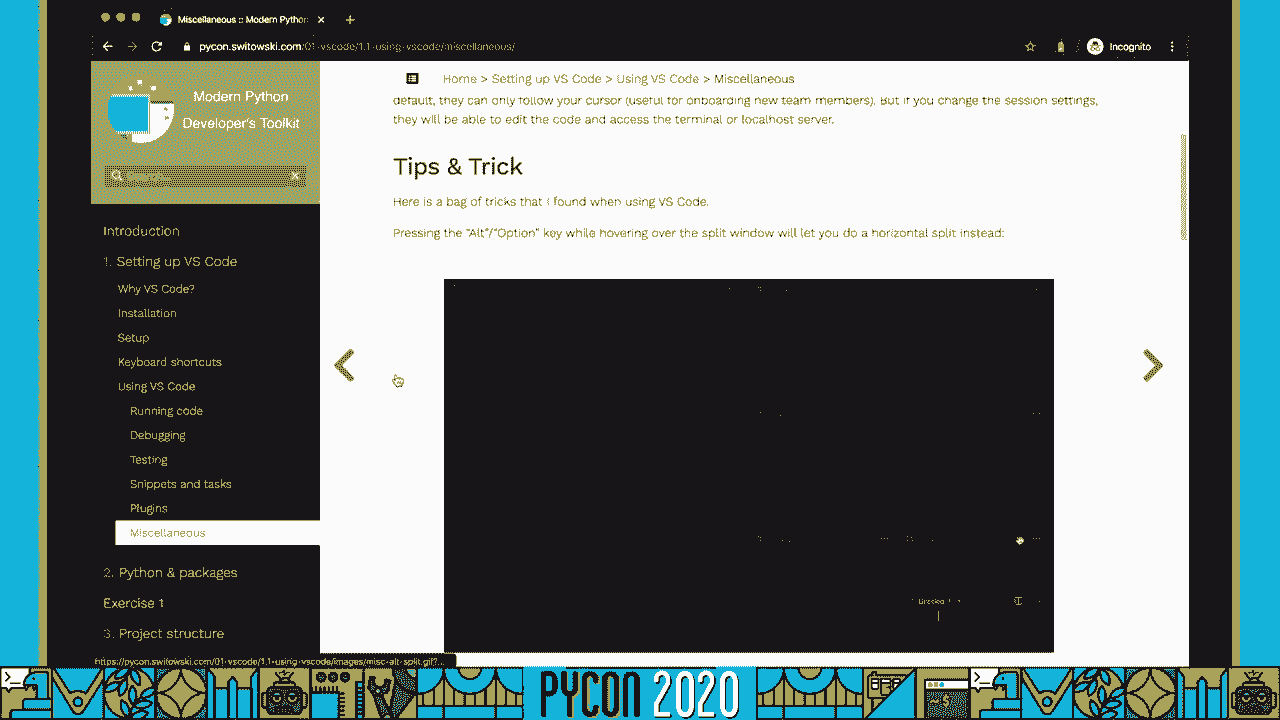 Miscellaneous :: Modern Python
pycon.switowski.com/01-vscode/1.1-using-vscode/miscellaneous/
Incognito
Modern Python
Developer's Toolkit
Introduction
1. Setting up VS Code
Why VS Code?
Installation
Setup
Keyboard shortcuts
Using VS Code
Running code
Debugging
Testing
Snippets and tasks
Plugins
Miscellaneous
2. Python & packages
Exercise 1
3. Project structure
Home > Setting up VS Code > Using VS Code > Miscellaneous
default, they can only follow your cursor (useful for onboarding new team members). But if you change the session settings,
they will be able to edit the code and access the terminal or localhost server.
Tips & Trick
Here is a bag of tricks that I found when using VS Code.
Pressing the "Alt"/"Option" key while hovering over the split window will let you do a horizontal split instead:
https://pycon.switowski.com/01-vscode/1.1-using-vscode/images/misc-alt-split.gif?...
PYCON 2020